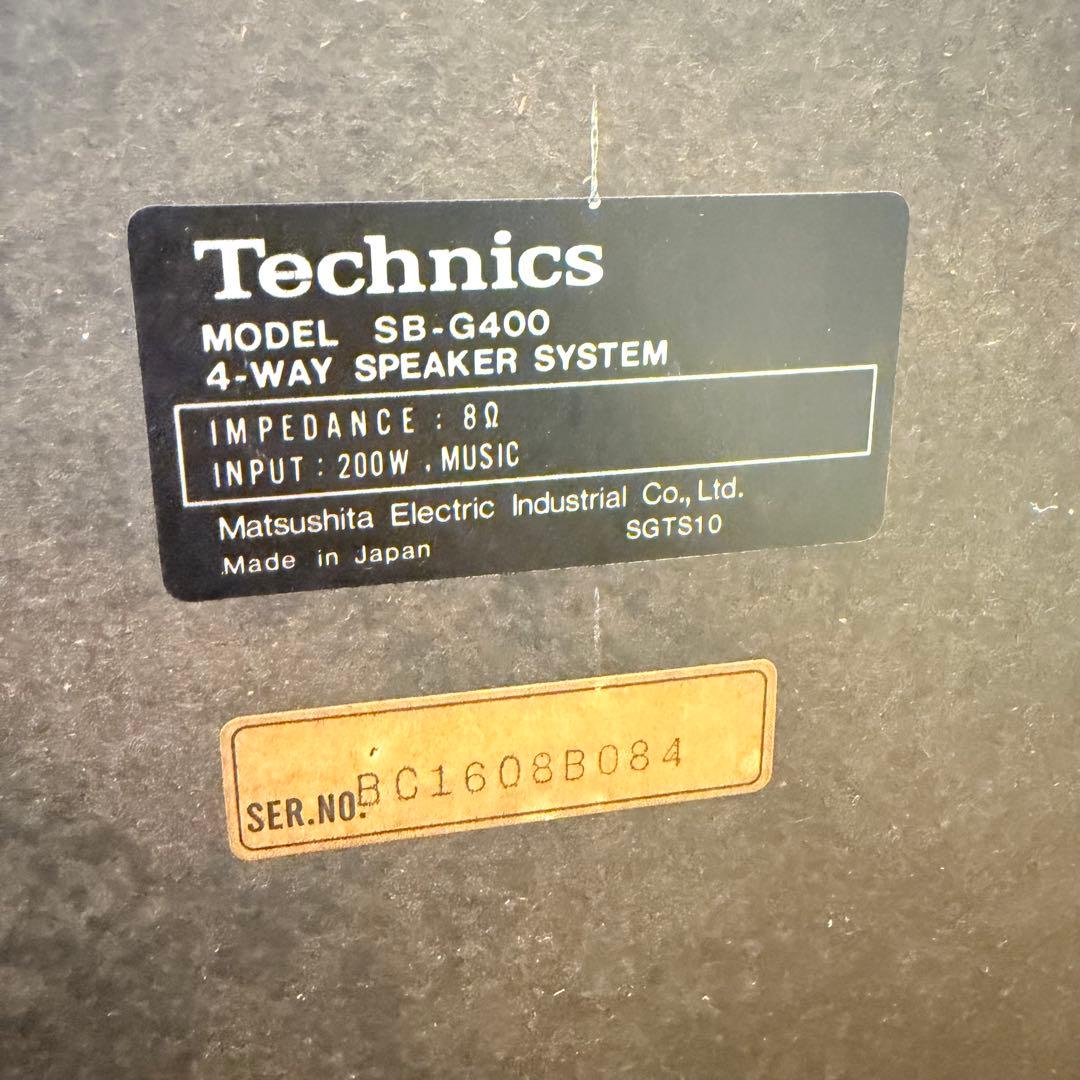 Technics
MODEL SB-G400
4-WAY SPEAKER SYSTEM
IMPEDANCE : 8Ω
INPUT : 200W , MUSIC
Matsushita Electric Industrial Co., Ltd.
Made in Japan SGTS10
SER.NO. BC1608B084